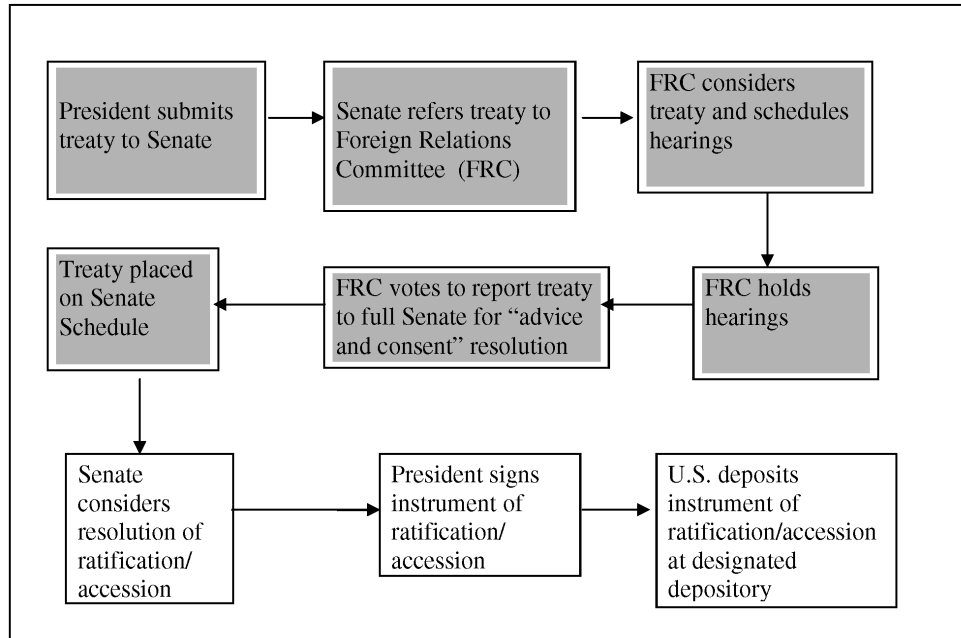 President submits
treaty to Senate
Senate refers treaty to
Foreign Relations
Committee (FRC)
FRC considers
treaty and schedules
hearings
FRC holds
hearings
FRC votes to report treaty
to full Senate for “advice
and consent” resolution
Treaty placed
on Senate
Schedule
Senate
considers
resolution of
ratification/
accession
President signs
instrument of
ratification/
accession
U.S. deposits
instrument of
ratification/accession
at designated
depository